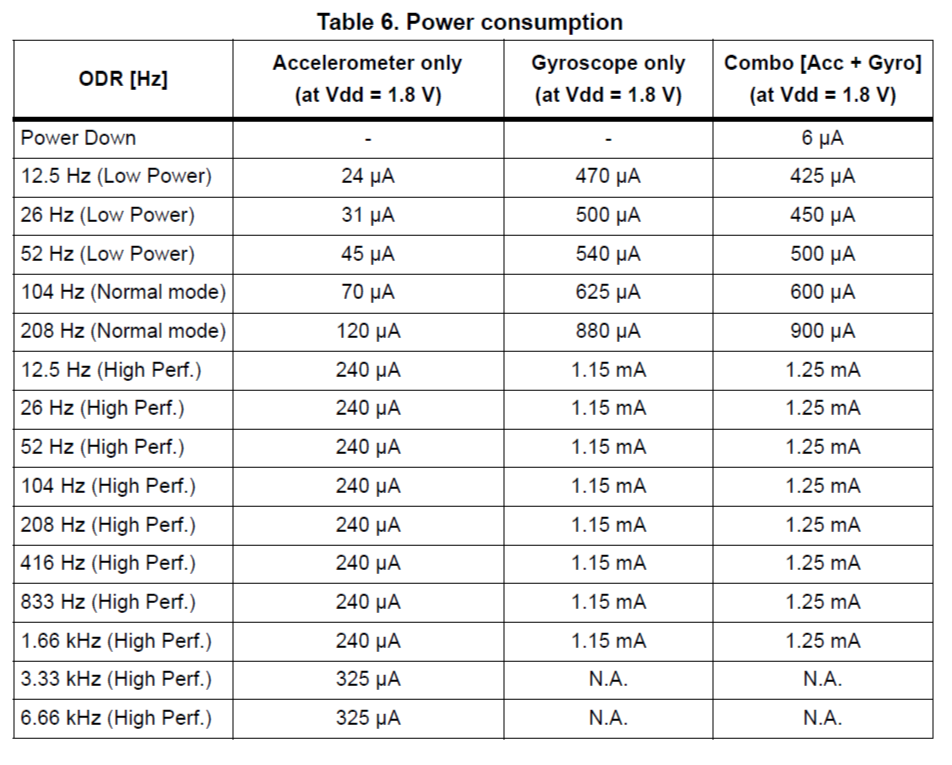 Table 6. Power consumption
ODR [Hz] Accelerometer only (at Vdd = 1.8 V) Gyroscope only (at Vdd = 1.8 V) Combo [Acc + Gyro] (at Vdd = 1.8 V)
Power Down - - 6 µA
12.5 Hz (Low Power) 24 µA 470 µA 425 µA
26 Hz (Low Power) 31 µA 500 µA 450 µA
52 Hz (Low Power) 45 µA 540 µA 500 µA
104 Hz (Normal mode) 70 µA 625 µA 600 µA
208 Hz (Normal mode) 120 µA 880 µA 900 µA
12.5 Hz (High Perf.) 240 µA 1.15 mA 1.25 mA
26 Hz (High Perf.) 240 µA 1.15 mA 1.25 mA
52 Hz (High Perf.) 240 µA 1.15 mA 1.25 mA
104 Hz (High Perf.) 240 µA 1.15 mA 1.25 mA
208 Hz (High Perf.) 240 µA 1.15 mA 1.25 mA
416 Hz (High Perf.) 240 µA 1.15 mA 1.25 mA
833 Hz (High Perf.) 240 µA 1.15 mA 1.25 mA
1.66 kHz (High Perf.) 240 µA 1.15 mA 1.25 mA
3.33 kHz (High Perf.) 325 µA N.A. N.A.
6.66 kHz (High Perf.) 325 µA N.A. N.A.